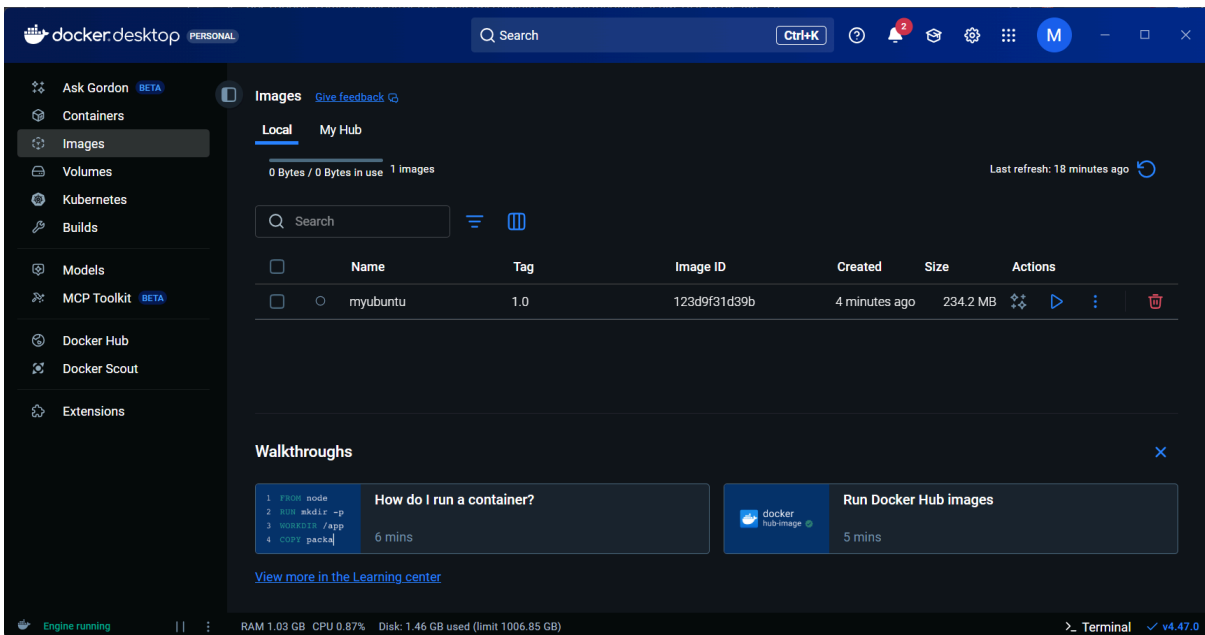 docker.desktop PERSONAL
Search
Ctrl+K
2
M
Ask Gordon BETA
Containers
Images
Volumes
Kubernetes
Builds
Models
MCP Toolkit BETA
Docker Hub
Docker Scout
Extensions
Images Give feedback
Local My Hub
0 Bytes / 0 Bytes in use 1 images
Last refresh: 18 minutes ago
Search
Name Tag Image ID Created Size Actions
myubuntu 1.0 123d9f31d39b 4 minutes ago 234.2 MB
Walkthroughs
1 FROM node
2 RUN mkdir -p
3 WORKDIR /app
4 COPY packa
How do I run a container?
6 mins
docker
hub-image
Run Docker Hub images
5 mins
View more in the Learning center
Engine running
RAM 1.03 GB CPU 0.87% Disk: 1.46 GB used (limit 1006.85 GB)
>_ Terminal
v4.47.0